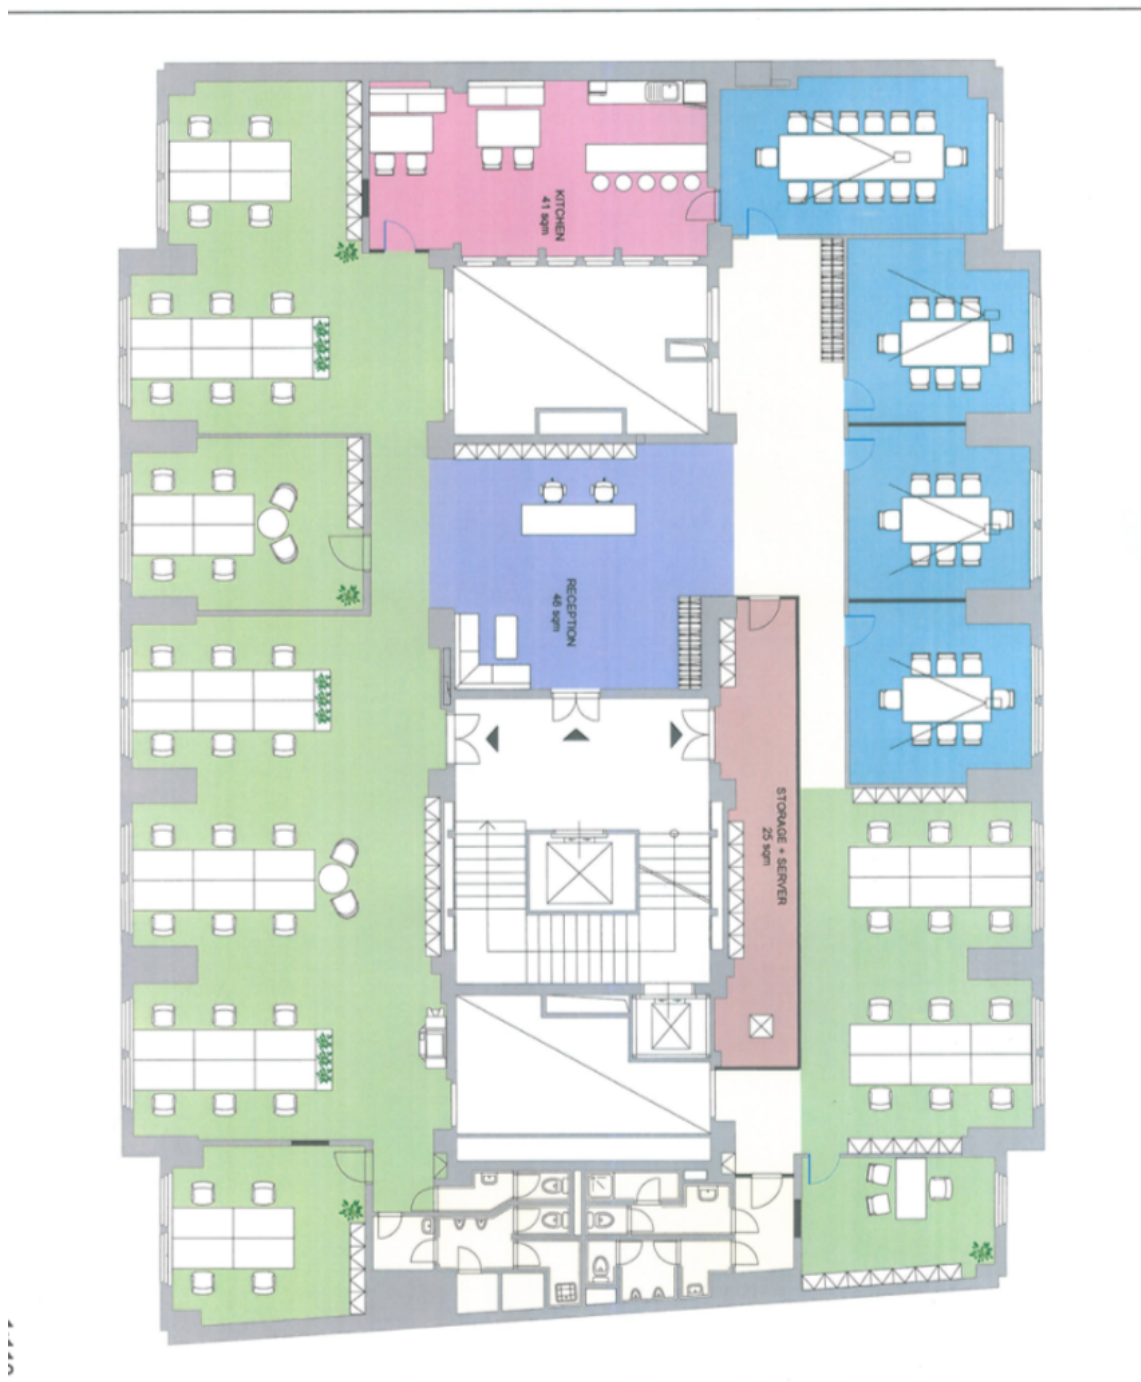 KITCHEN
41 sqm
RECEPTION
46 sqm
STORAGE + SERVER
25 sqm